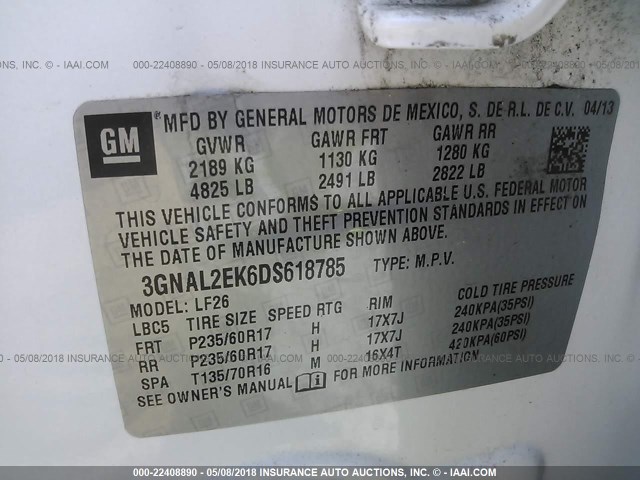 000-22408890 - 05/08/2018 INSURANCE AUTO AUCTIONS, INC. - © IAAI.COM
GM
® MFD BY GENERAL MOTORS DE MEXICO, S. DE R.L. DE C.V. 04/13
GVWR GAWR FRT GAWR RR
2189 KG 1130 KG 1280 KG
4825 LB 2491 LB 2822 LB
THIS VEHICLE CONFORMS TO ALL APPLICABLE U.S. FEDERAL MOTOR
VEHICLE SAFETY AND THEFT PREVENTION STANDARDS IN EFFECT ON
THE DATE OF MANUFACTURE SHOWN ABOVE.
3GNAL2EK6DS618785 TYPE: M.P.V.
MODEL: LF26
LBC5 TIRE SIZE SPEED RTG RIM COLD TIRE PRESSURE
FRT P235/60R17 H 17X7J 240KPA(35PSI)
RR P235/60R17 H 17X7J 240KPA(35PSI)
SPA T135/70R16 M 16X4T 420KPA(60PSI)
SEE OWNER'S MANUAL FOR MORE INFORMATION
000-22408890 - 05/08/2018 INSURANCE AUTO AUCTIONS, INC. - © IAAI.COM